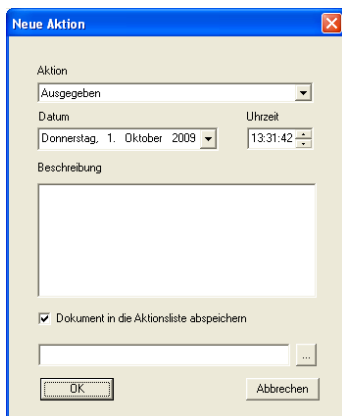 Neue Aktion
Aktion
Ausgegeben
Datum Uhrzeit
Donnerstag, 1. Oktober 2009 13:31:42
Beschreibung
Dokument in die Aktionsliste abspeichern
...
OK Abbrechen